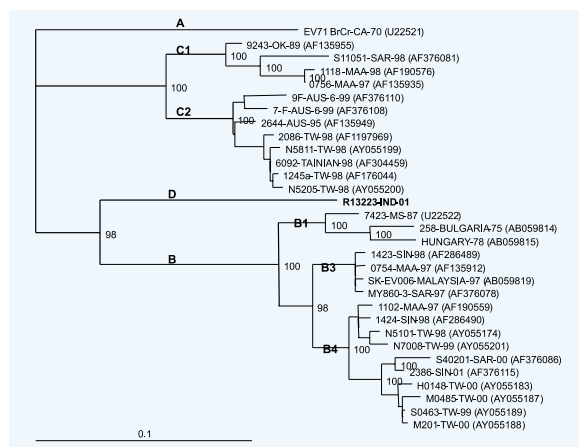 A
EV71 BrCr-CA-70 (U22521)
C1
9243-OK-89 (AF135955)
S11051-SAR-98 (AF376081)
100
100
1118-MAA-98 (AF190576)
100
0756-MAA-97 (AF135935)
100
9F-AUS-6-99 (AF376110)
C2
7-F-AUS-6-99 (AF376108)
100
2644-AUS-95 (AF135949)
2086-TW-98 (AF1197969)
N5811-TW-98 (AY055199)
6092-TAINIAN-98 (AF304459)
1245a-TW-98 (AF176044)
N5205-TW-98 (AY055200)
D
R13223-IND-01
98
B1
7423-MS-87 (U22522)
100
258-BULGARIA-75 (AB059814)
100
HUNGARY-78 (AB059815)
B
100
1423-SIN-98 (AF286489)
B3
0754-MAA-97 (AF135912)
100
SK-EV006-MALAYSIA-97 (AB059819)
MY860-3-SAR-97 (AF376078)
98
1102-MAA-97 (AF190559)
1424-SIN-98 (AF286490)
N5101-TW-98 (AY055174)
B4
100
N7008-TW-99 (AY055201)
S40201-SAR-00 (AF376086)
100
2386-SIN-01 (AF376115)
100
H0148-TW-00 (AY055183)
M0485-TW-00 (AY055187)
S0463-TW-99 (AY055189)
M201-TW-00 (AY055188)
0.1